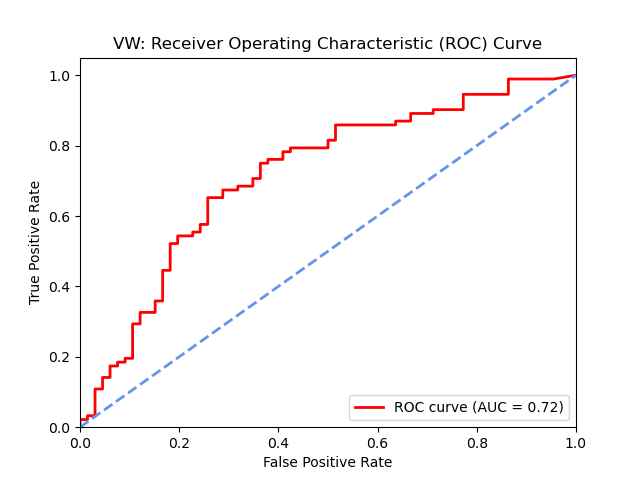 VW: Receiver Operating Characteristic (ROC) Curve
1.0
0.8
0.6
0.4
0.2
0.0
True Positive Rate
ROC curve (AUC = 0.72)
0.0 0.2 0.4 0.6 0.8 1.0
False Positive Rate